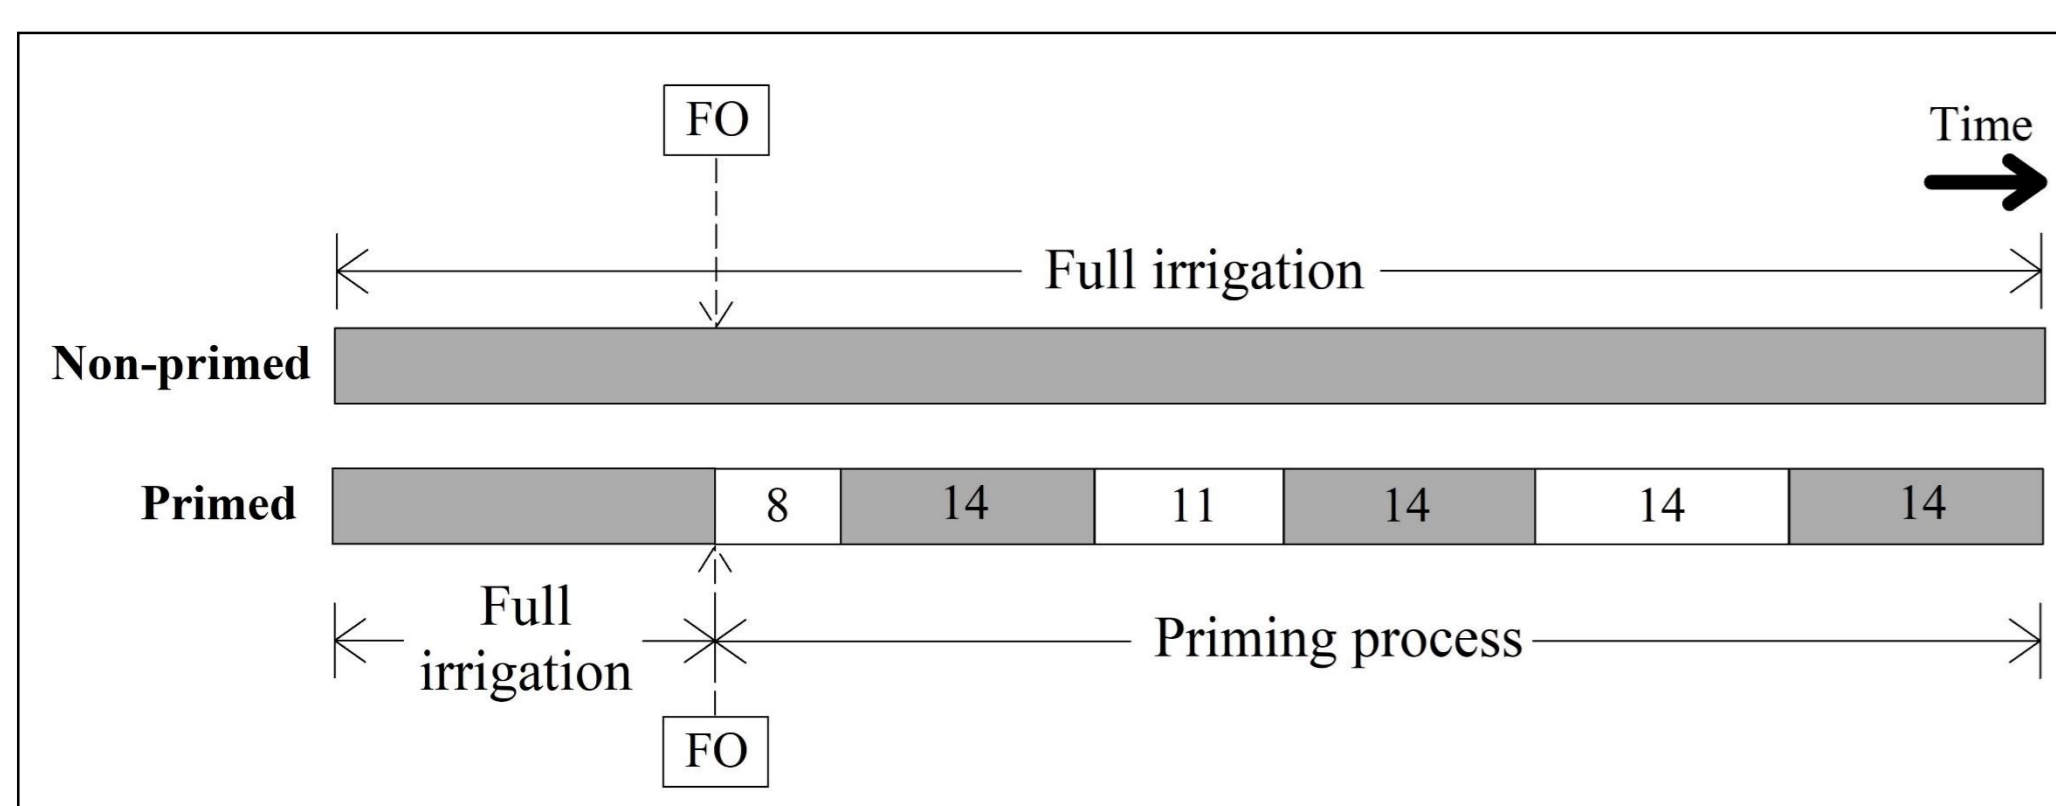 FO
Time
Full irrigation
Non-primed
Primed
8 14 11 14 14 14
Full
irrigation
Priming process
FO